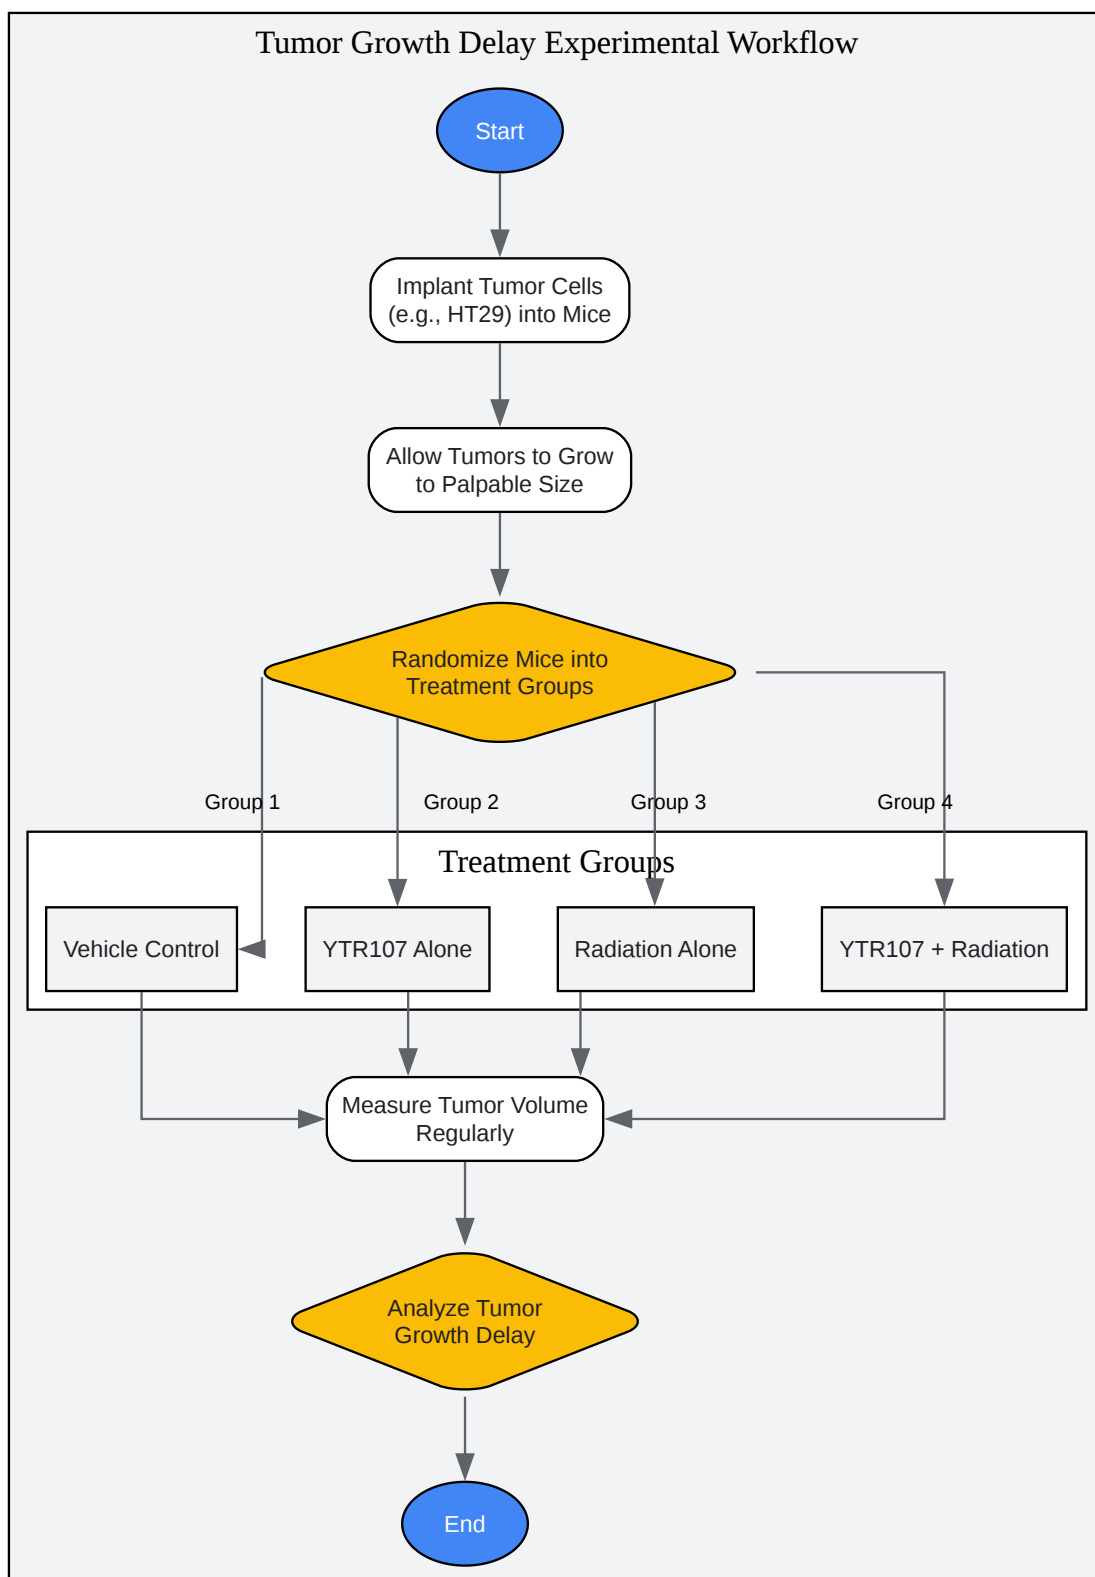 Tumor Growth Delay Experimental Workflow
Start
Implant Tumor Cells
(e.g., HT29) into Mice
Allow Tumors to Grow
to Palpable Size
Randomize Mice into
Treatment Groups
Group 1
Group 2
Group 3
Group 4
Treatment Groups
Vehicle Control
YTR107 Alone
Radiation Alone
YTR107 + Radiation
Measure Tumor Volume
Regularly
Analyze Tumor
Growth Delay
End